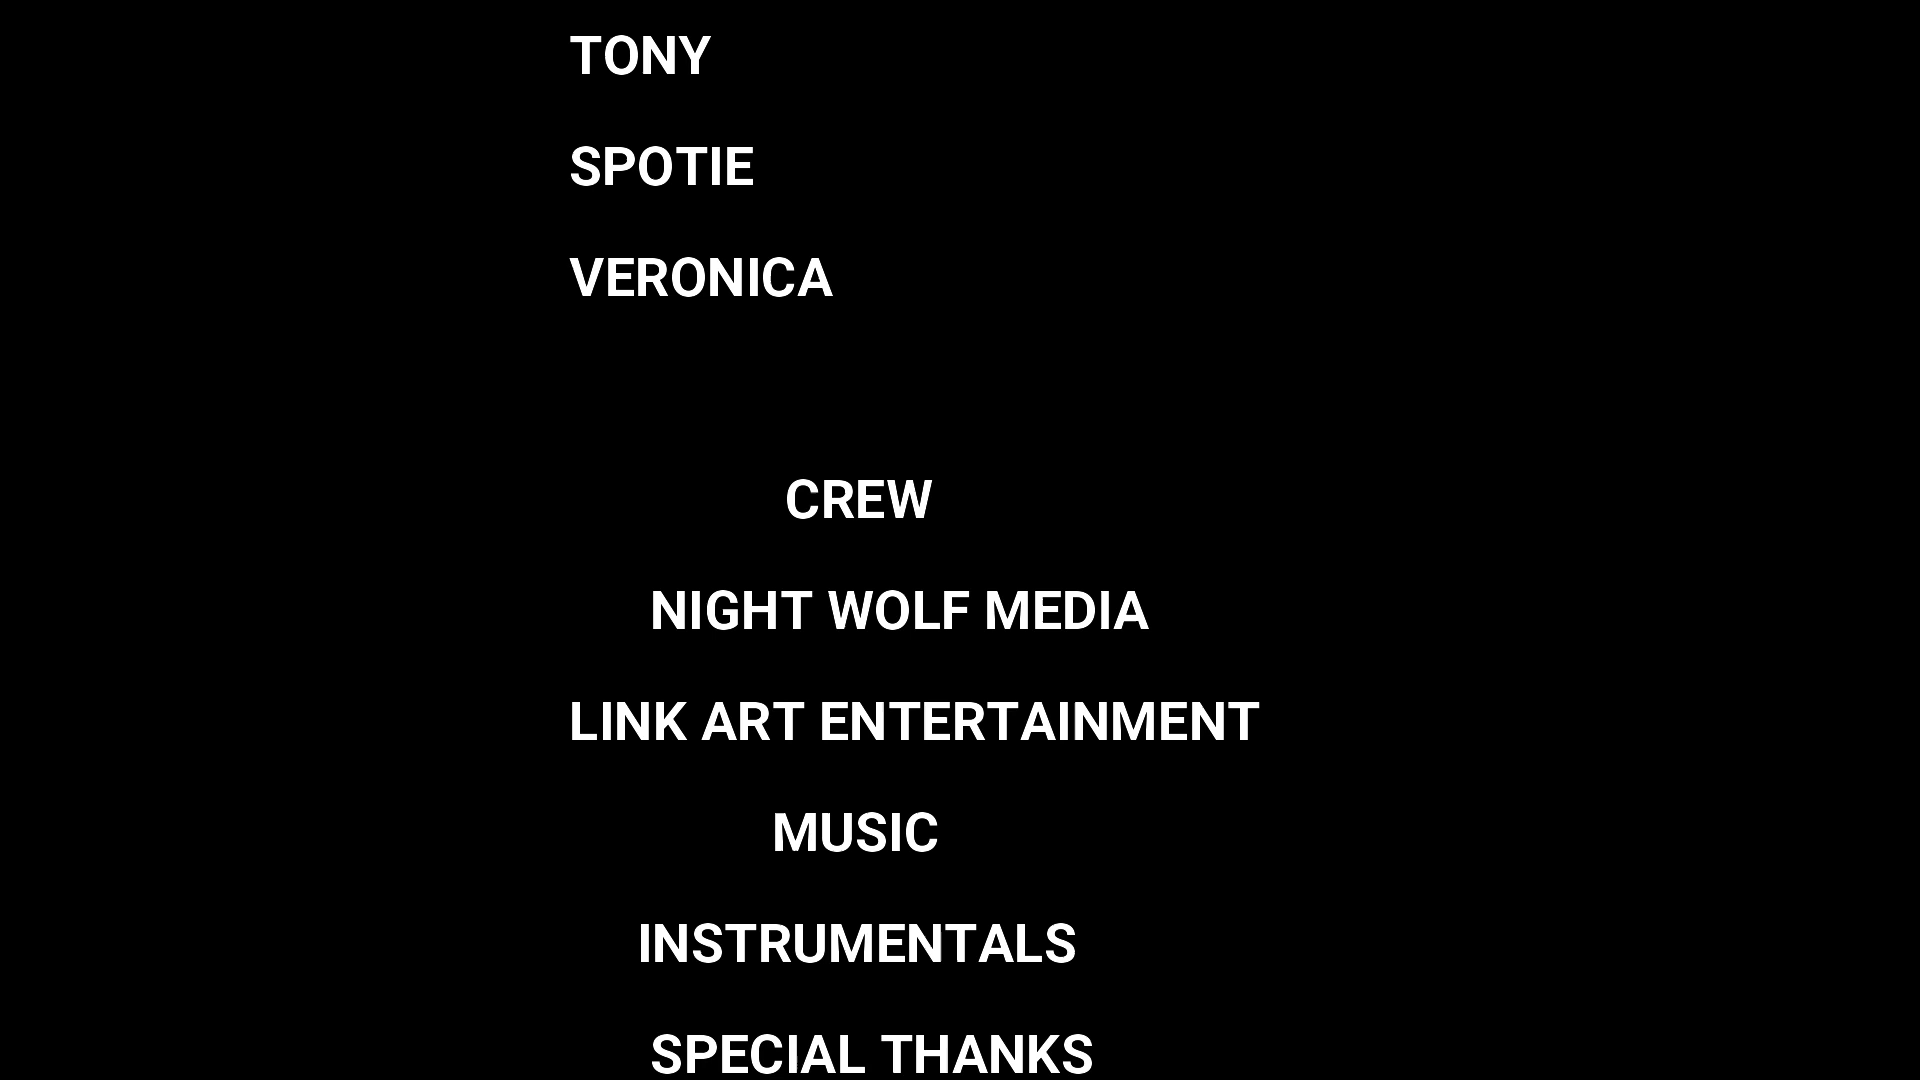 TONY
SPOTIE
VERONICA
CREW
NIGHT WOLF MEDIA
LINK ART ENTERTAINMENT
MUSIC
INSTRUMENTALS
SPECIAL THANKS